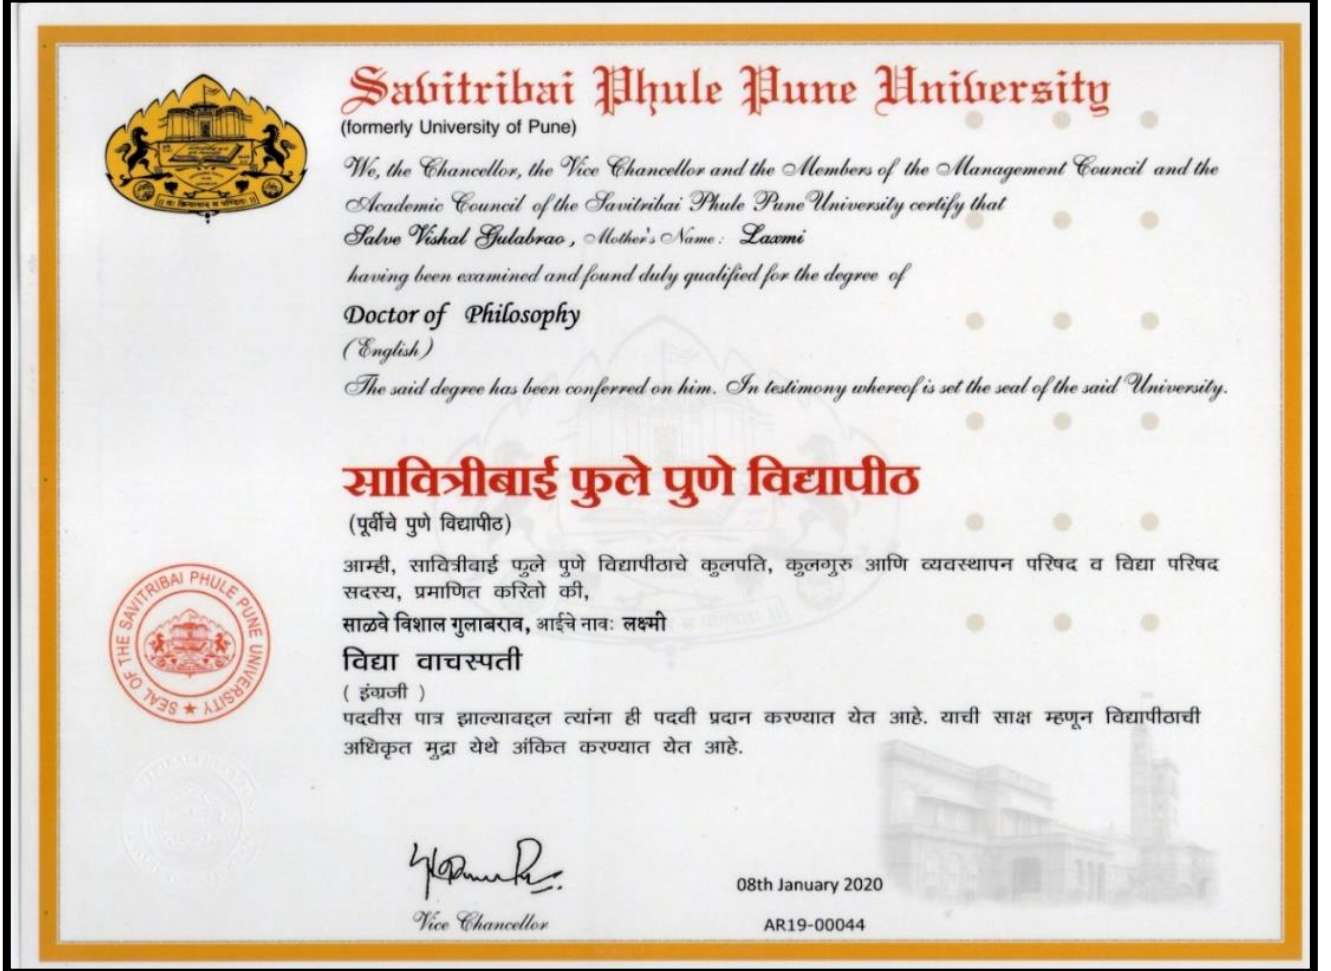 Savitribai Phule Pune University
(formerly University of Pune)
We, the Chancellor, the Vice Chancellor and the Members of the Management Council and the
Academic Council of the Savitribai Phule Pune University certify that
Salve Vishal Gulabrao, Mother's Name: Laxmi
having been examined and found duly qualified for the degree of
Doctor of Philosophy
(English)
The said degree has been conferred on him. In testimony whereof is set the seal of the said University.
सावित्रीबाई फुले पुणे विद्यापीठ
(पूर्वीचे पुणे विद्यापीठ)
आम्ही, सावित्रीबाई फुले पुणे विद्यापीठाचे कुलपति, कुलगुरु आणि व्यवस्थापन परिषद व विद्या परिषद
सदस्य, प्रमाणित करितो की,
साळवे विशाल गुलाबराव, आईचे नावः लक्ष्मी
विद्या वाचस्पती
( इंग्रजी )
पदवीस पात्र झाल्याबद्दल त्यांना ही पदवी प्रदान करण्यात येत आहे. याची साक्ष म्हणून विद्यापीठाची
अधिकृत मुद्रा येथे अंकित करण्यात येत आहे.
SEAL OF THE SAVITRIBAI PHULE PUNE UNIVERSITY
Vice Chancellor
08th January 2020
AR19-00044